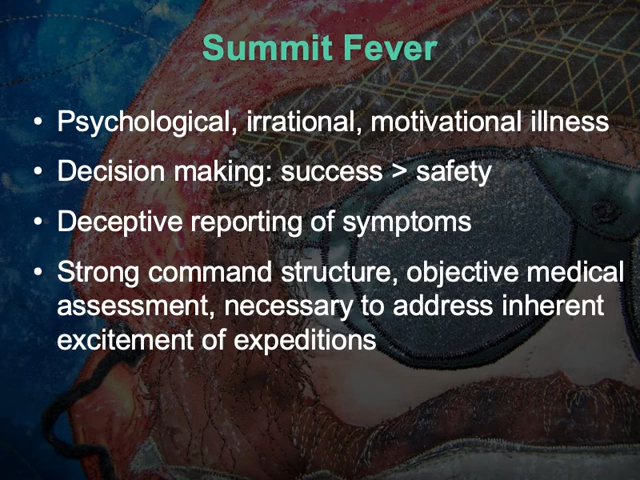 Summit Fever
• Psychological, irrational, motivational illness
• Decision making: success > safety
• Deceptive reporting of symptoms
• Strong command structure, objective medical
assessment, necessary to address inherent
excitement of expeditions